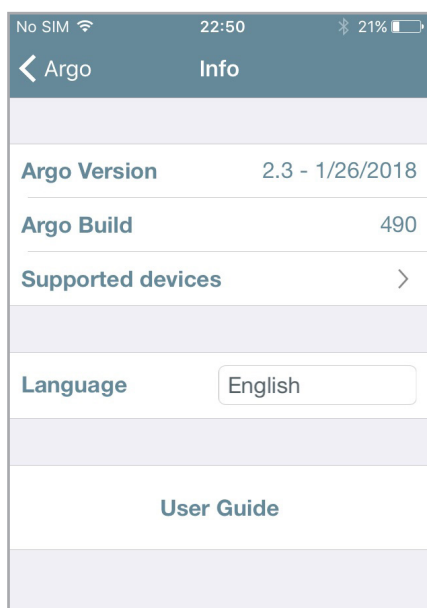 No SIM 22:50 21%
Argo Info
Argo Version 2.3 - 1/26/2018
Argo Build 490
Supported devices
Language English
User Guide